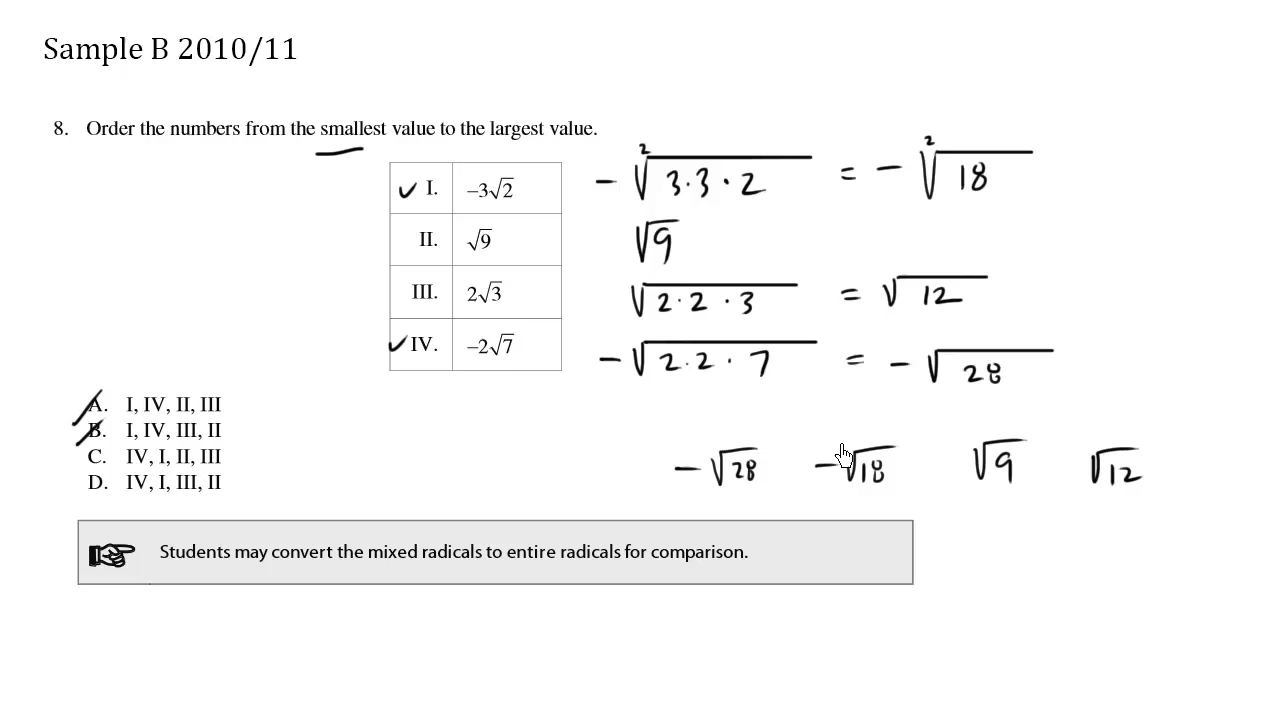 Sample B 2010/11
8. Order the numbers from the smallest value to the largest value.
I. −3√2
II. √9
III. 2√3
IV. −2√7
−²√3·3·2 = −²√18
√9
√2·2·3 = √12
−√2·2·7 = −√28
A. I, IV, II, III
B. I, IV, III, II
C. IV, I, II, III
D. IV, I, III, II
−√28 −√18 √9 √12
Students may convert the mixed radicals to entire radicals for comparison.